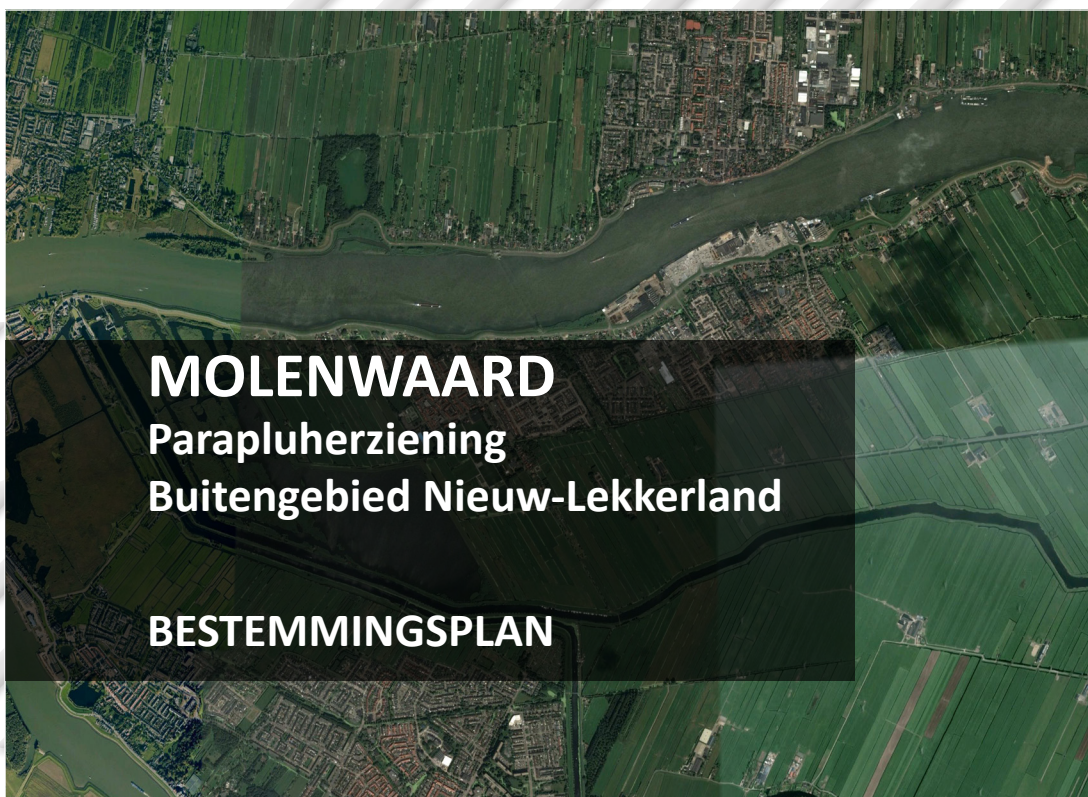 MOLENWAARD
Parapluherziening
Buitengebied Nieuw-Lekkerland
BESTEMMINGSPLAN